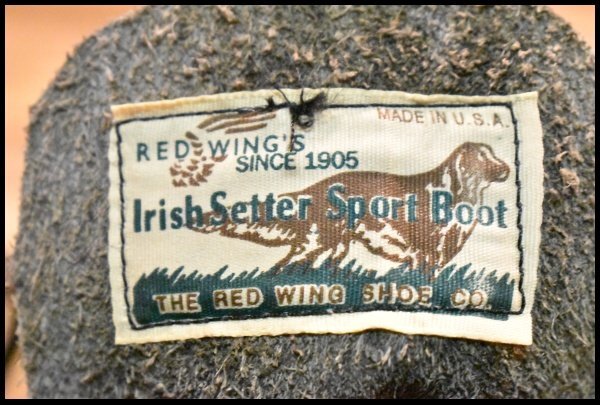 MADE IN U.S.A.
RED WING'S
SINCE 1905
Irish Setter Sport Boot
THE RED WING SHOE CO.